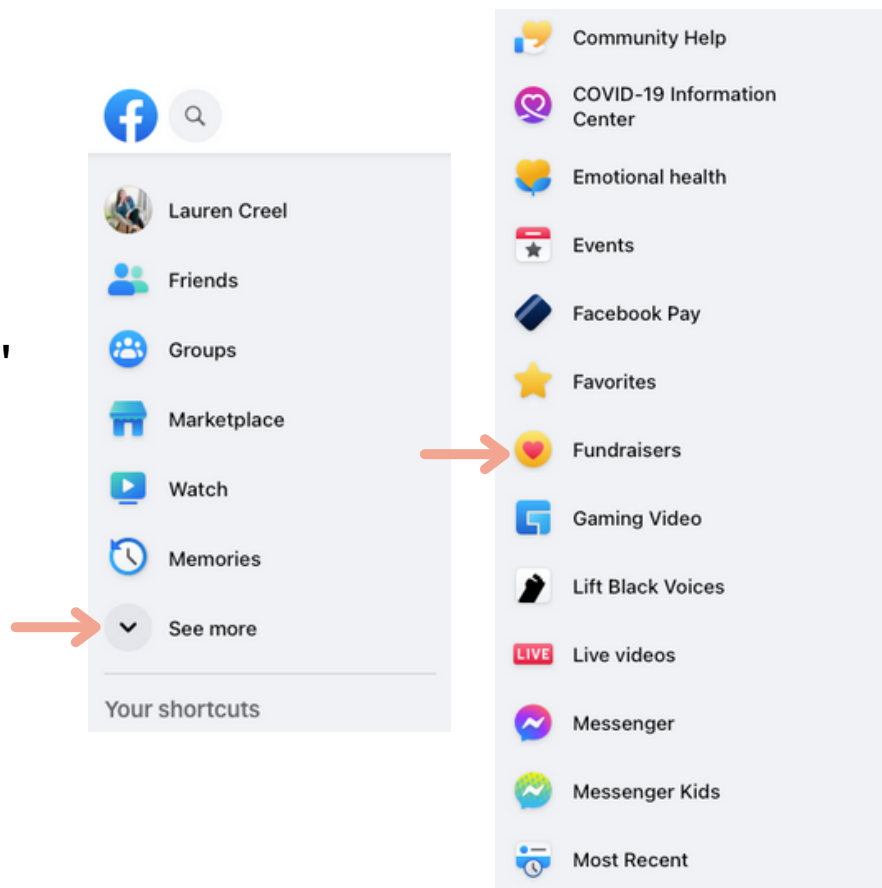 "
Lauren Creel
Friends
Groups
Marketplace
Watch
Memories
See more
Your shortcuts
Community Help
COVID-19 Information
Center
Emotional health
Events
Facebook Pay
Favorites
Fundraisers
Gaming Video
Lift Black Voices
LIVE Live videos
Messenger
Messenger Kids
Most Recent